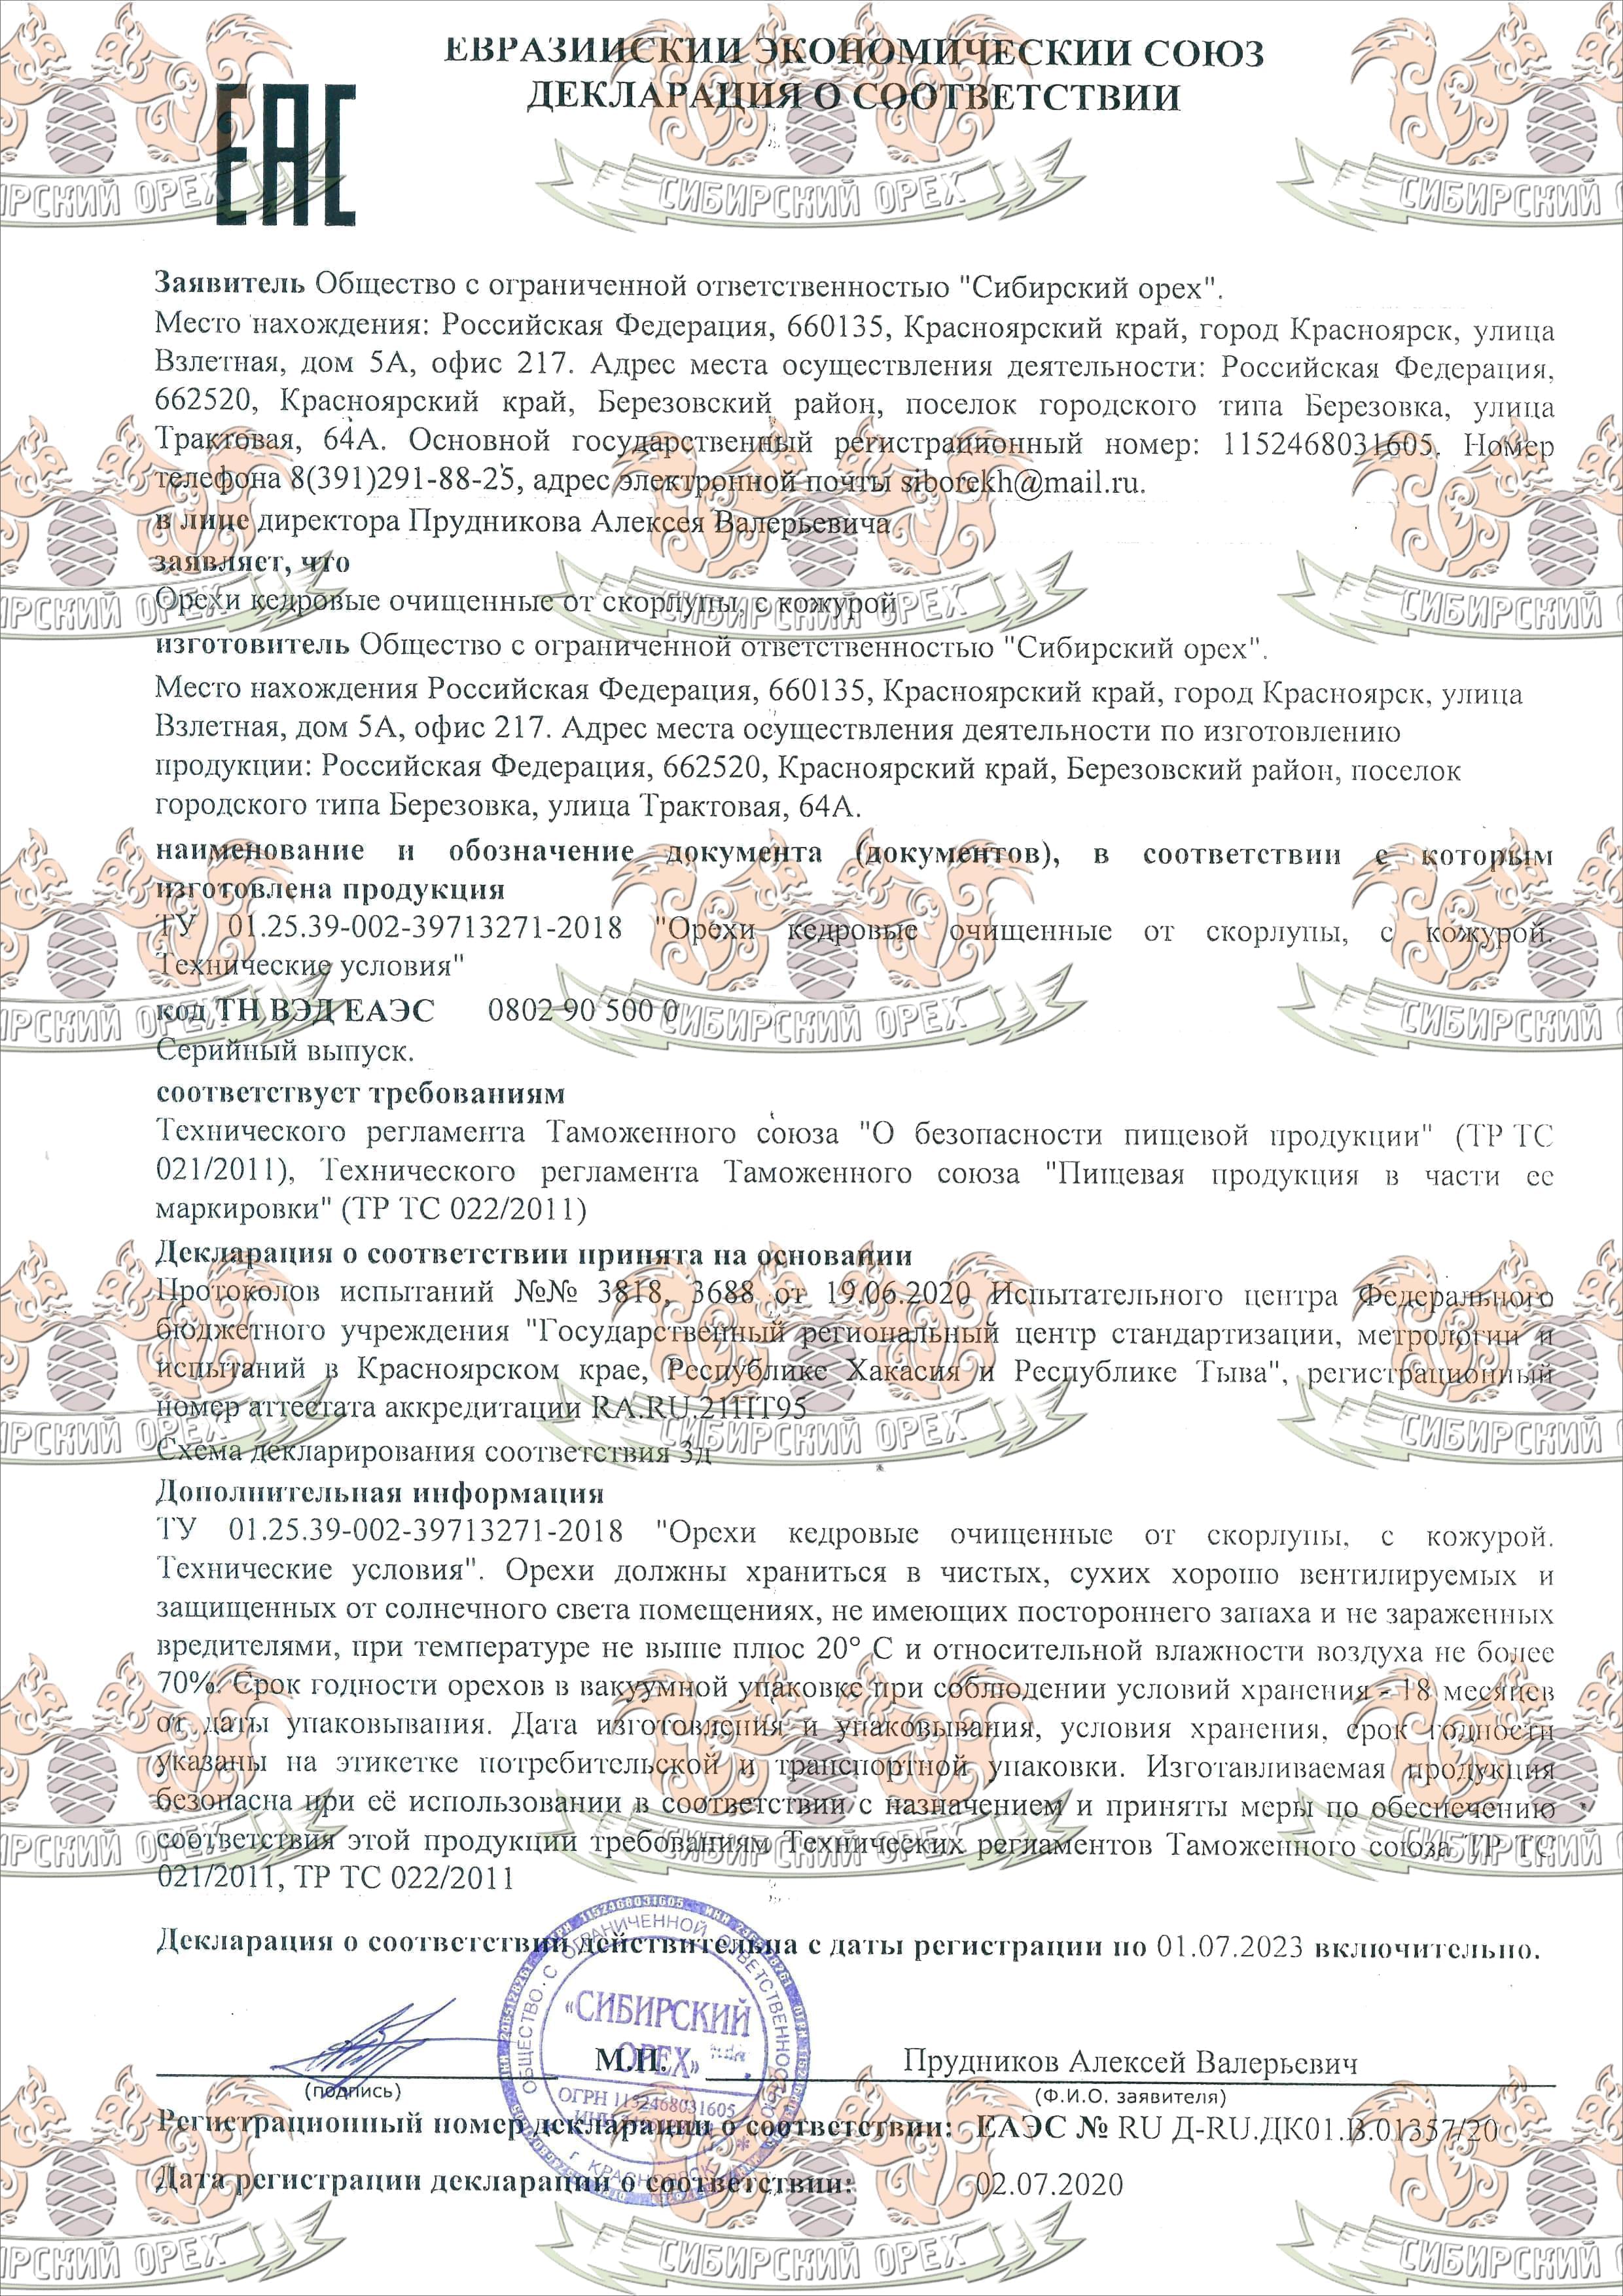 ЕВРАЗИЙСКИЙ ЭКОНОМИЧЕСКИЙ СОЮЗ
ДЕКЛАРАЦИЯ О СООТВЕТСТВИИ
EAC
Заявитель Общество с ограниченной ответственностью "Сибирский орех".
Место нахождения: Российская Федерация, 660135, Красноярский край, город Красноярск, улица
Взлетная, дом 5А, офис 217. Адрес места осуществления деятельности: Российская Федерация,
662520, Красноярский край, Березовский район, поселок городского типа Березовка, улица
Трактовая, 64А. Основной государственный регистрационный номер: 1152468031605. Номер
телефона 8(391)291-88-25, адрес электронной почты siborekh@mail.ru.
в лице директора Прудникова Алексея Валерьевича
заявляет, что
Орехи кедровые очищенные от скорлупы, с кожурой
изготовитель Общество с ограниченной ответственностью "Сибирский орех".
Место нахождения Российская Федерация, 660135, Красноярский край, город Красноярск, улица
Взлетная, дом 5А, офис 217. Адрес места осуществления деятельности по изготовлению
продукции: Российская Федерация, 662520, Красноярский край, Березовский район, поселок
городского типа Березовка, улица Трактовая, 64А.
наименование и обозначение документа (документов), в соответствии с которым
изготовлена продукция
ТУ 01.25.39-002-39713271-2018 "Орехи кедровые очищенные от скорлупы, с кожурой.
Технические условия"
код ТН ВЭД ЕАЭС 0802 90 500 0
Серийный выпуск.
соответствует требованиям
Технического регламента Таможенного союза "О безопасности пищевой продукции" (ТР ТС
021/2011), Технического регламента Таможенного союза "Пищевая продукция в части ее
маркировки" (ТР ТС 022/2011)
Декларация о соответствии принята на основании
Протоколов испытаний №№ 3818, 3688 от 19.06.2020 Испытательного центра Федерального
бюджетного учреждения "Государственный региональный центр стандартизации, метрологии и
испытаний в Красноярском крае, Республике Хакасия и Республике Тыва", регистрационный
номер аттестата аккредитации RA.RU.21ПТ95
Схема декларирования соответствия 3д
Дополнительная информация
ТУ 01.25.39-002-39713271-2018 "Орехи кедровые очищенные от скорлупы, с кожурой.
Технические условия". Орехи должны храниться в чистых, сухих хорошо вентилируемых и
защищенных от солнечного света помещениях, не имеющих постороннего запаха и не зараженных
вредителями, при температуре не выше плюс 20° С и относительной влажности воздуха не более
70%. Срок годности орехов в вакуумной упаковке при соблюдении условий хранения - 18 месяцев
от даты упаковывания. Дата изготовления и упаковывания, условия хранения, срок годности
указаны на этикетке потребительской и транспортной упаковки. Изготавливаемая продукция
безопасна при её использовании в соответствии с назначением и приняты меры по обеспечению
соответствия этой продукции требованиям Технических регламентов Таможенного союза ТР ТС
021/2011, ТР ТС 022/2011
Декларация о соответствии действительна с даты регистрации по 01.07.2023 включительно.
ОБЩЕСТВО С ОГРАНИЧЕННОЙ ОТВЕТСТВЕННОСТЬЮ
«СИБИРСКИЙ
ОРЕХ»
ОГРН 1152468031605
г. КРАСНОЯРСК
М.П.
Прудников Алексей Валерьевич
(подпись)
(Ф.И.О. заявителя)
Регистрационный номер декларации о соответствии: ЕАЭС № RU Д-RU.ДК01.В.01357/20
Дата регистрации декларации о соответствии: 02.07.2020
СИБИРСКИЙ ОРЕХ